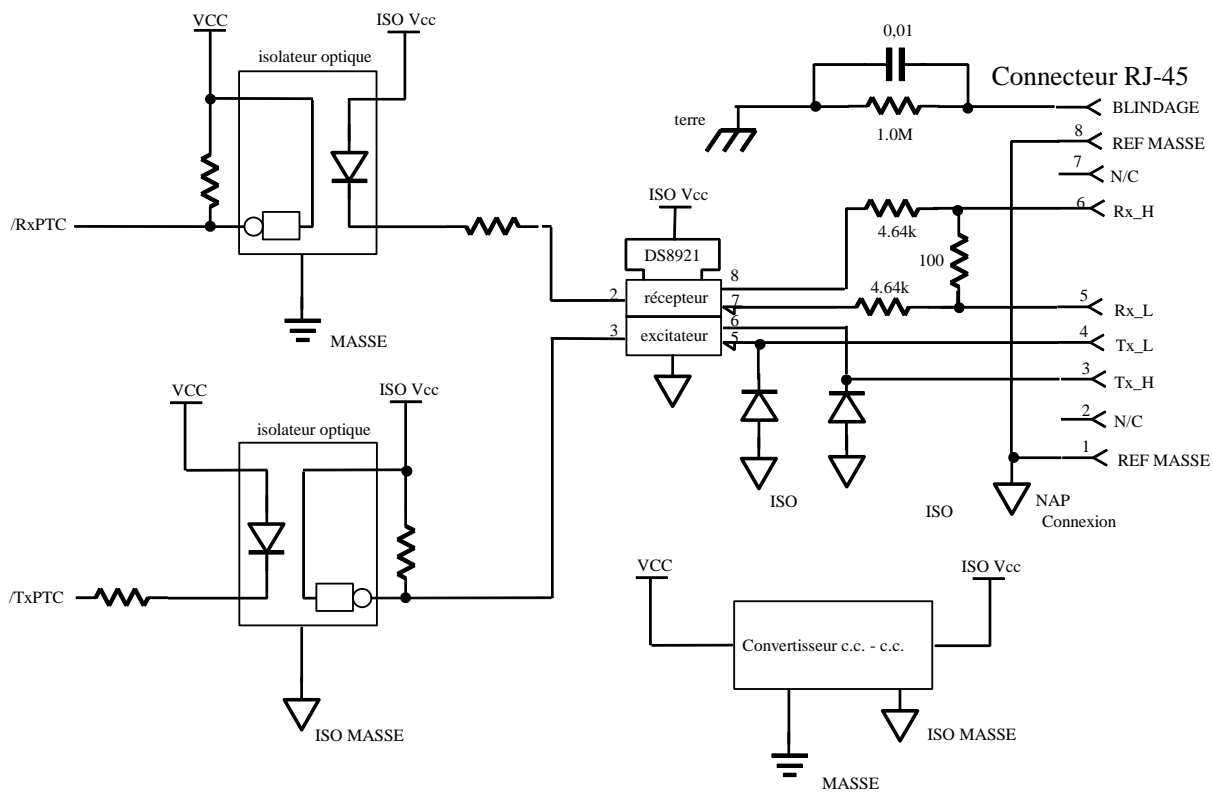 VCC
ISO Vcc
isolateur optique
/RxPTC
MASSE
0,01
Connecteur RJ-45
terre
1.0M
BLINDAGE
8
REF MASSE
7
N/C
ISO Vcc
6
Rx_H
4.64k
100
DS8921
8
2
récepteur
7
4.64k
5
Rx_L
3
excitateur
6
5
4
Tx_L
3
Tx_H
2
N/C
1
REF MASSE
ISO
ISO
NAP
Connexion
VCC
ISO Vcc
isolateur optique
/TxPTC
ISO MASSE
VCC
ISO Vcc
Convertisseur c.c. - c.c.
ISO MASSE
MASSE